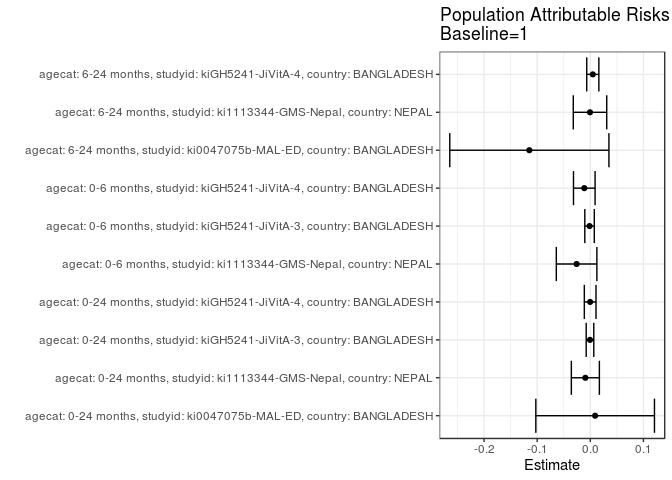 Population Attributable Risks
Baseline=1
agecat: 6-24 months, studyid: kiGH5241-JiVitA-4, country: BANGLADESH
agecat: 6-24 months, studyid: ki1113344-GMS-Nepal, country: NEPAL
agecat: 6-24 months, studyid: ki0047075b-MAL-ED, country: BANGLADESH
agecat: 0-6 months, studyid: kiGH5241-JiVitA-4, country: BANGLADESH
agecat: 0-6 months, studyid: kiGH5241-JiVitA-3, country: BANGLADESH
agecat: 0-6 months, studyid: ki1113344-GMS-Nepal, country: NEPAL
agecat: 0-24 months, studyid: kiGH5241-JiVitA-4, country: BANGLADESH
agecat: 0-24 months, studyid: kiGH5241-JiVitA-3, country: BANGLADESH
agecat: 0-24 months, studyid: ki1113344-GMS-Nepal, country: NEPAL
agecat: 0-24 months, studyid: ki0047075b-MAL-ED, country: BANGLADESH
-0.2 -0.1 0.0 0.1
Estimate